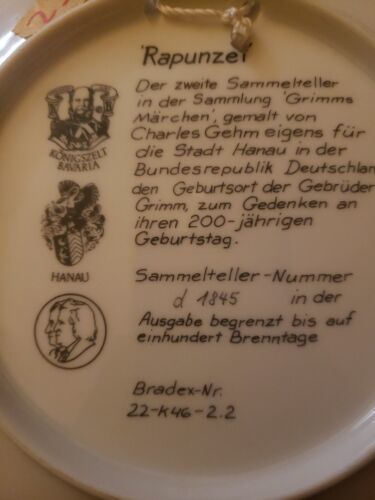 'Rapunzel'
Der zweite Sammelteller
in der Sammlung 'Grimms
Märchen', gemalt von
Charles Gehm eigens für
die Stadt Hanau in der
Bundesrepublik Deutschland
den Geburtsort der Gebrüder
Grimm, zum Gedenken an
ihren 200-jährigen
Geburtstag.
KÖNIGSZELT
BAVARIA
HANAU
Sammelteller-Nummer
d 1845 in der
Ausgabe begrenzt bis auf
einhundert Brenntage
Bradex-Nr.
22-K46-2.2